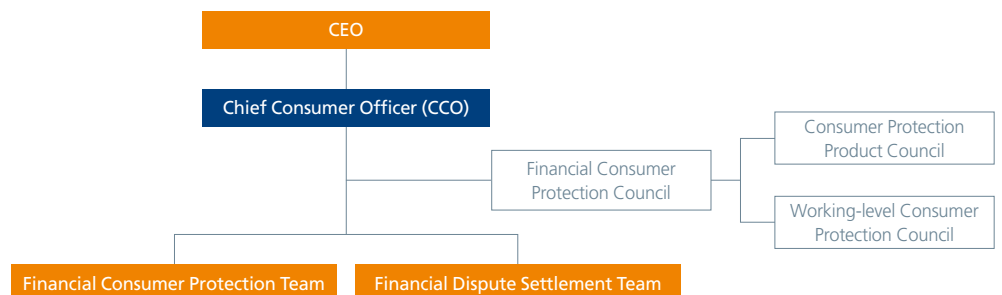 CEO
Chief Consumer Officer (CCO)
Consumer Protection
Product Council
Financial Consumer
Protection Council
Working-level Consumer
Protection Council
Financial Consumer Protection Team
Financial Dispute Settlement Team